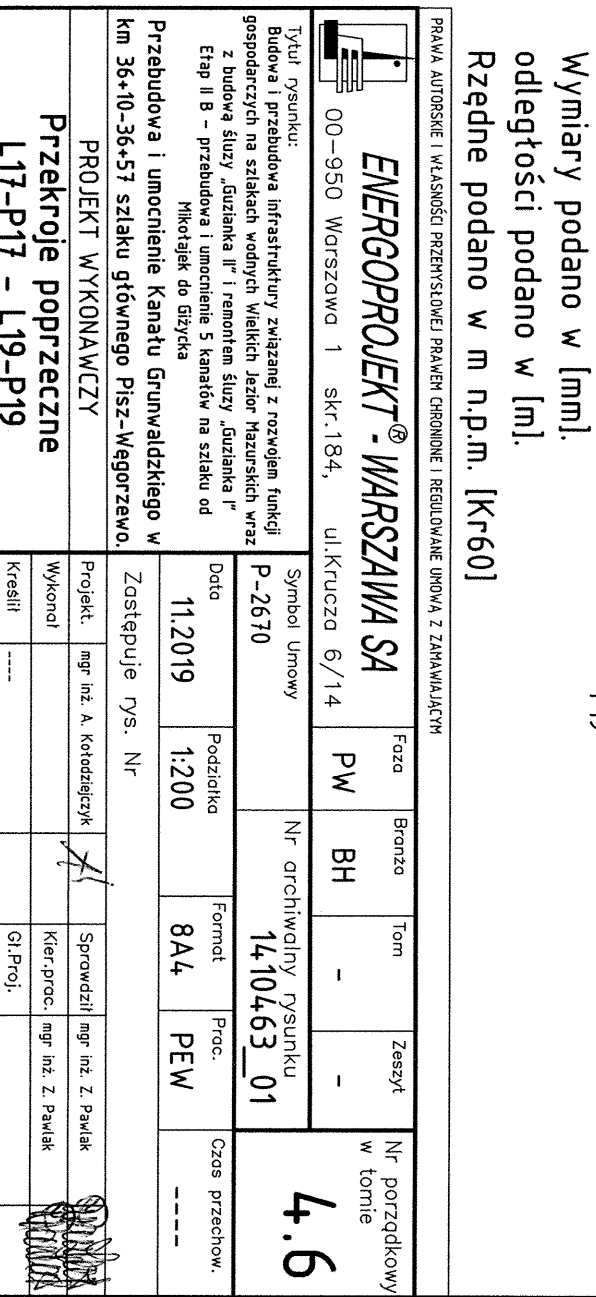 P19
Wymiary podano w [mm].
odległości podano w [m].
Rzędne podano w m n.p.m. [Kr60]
PRAWA AUTORSKIE I WŁASNOŚCI PRZEMYSŁOWEJ PRAWEM CHRONIONE I REGULOWANE UMOWĄ Z ZAMAWIAJĄCYM
ENERGOPROJEKT® - WARSZAWA SA
00-950 Warszawa 1 skr.184, ul.Krucza 6/14
Faza
PW
Branża
BH
Tom
-
Zeszyt
-
Nr porządkowy
w tomie
4.6
Tytuł rysunku:
Budowa i przebudowa infrastruktury związanej z rozwojem funkcji
gospodarczych na szlakach wodnych Wielkich Jezior Mazurskich wraz
z budową śluzy „Guzianka II" i remontem śluzy „Guzianka I"
Etap II B - przebudowa i umocnienie 5 kanałów na szlaku od
Mikołajek do Giżycka
Przebudowa i umocnienie Kanału Grunwaldzkiego w
km 36+10-36+57 szlaku głównego Pisz-Węgorzewo.
Symbol Umowy
P-2670
Nr archiwalny rysunku
1410463_01
Data
11.2019
Podziałka
1:200
Format
8A4
Prac.
PEW
Czas przechow.
----
Zastępuje rys. Nr
PROJEKT WYKONAWCZY
Przekroje poprzeczne
L17-P17 - L19-P19
Projekt. mgr inż. A. Kołodziejczyk
Sprawdził mgr inż. Z. Pawlak
Wykonał
Kier.prac. mgr inż. Z. Pawlak
Kreślił ----
Gł.Proj.